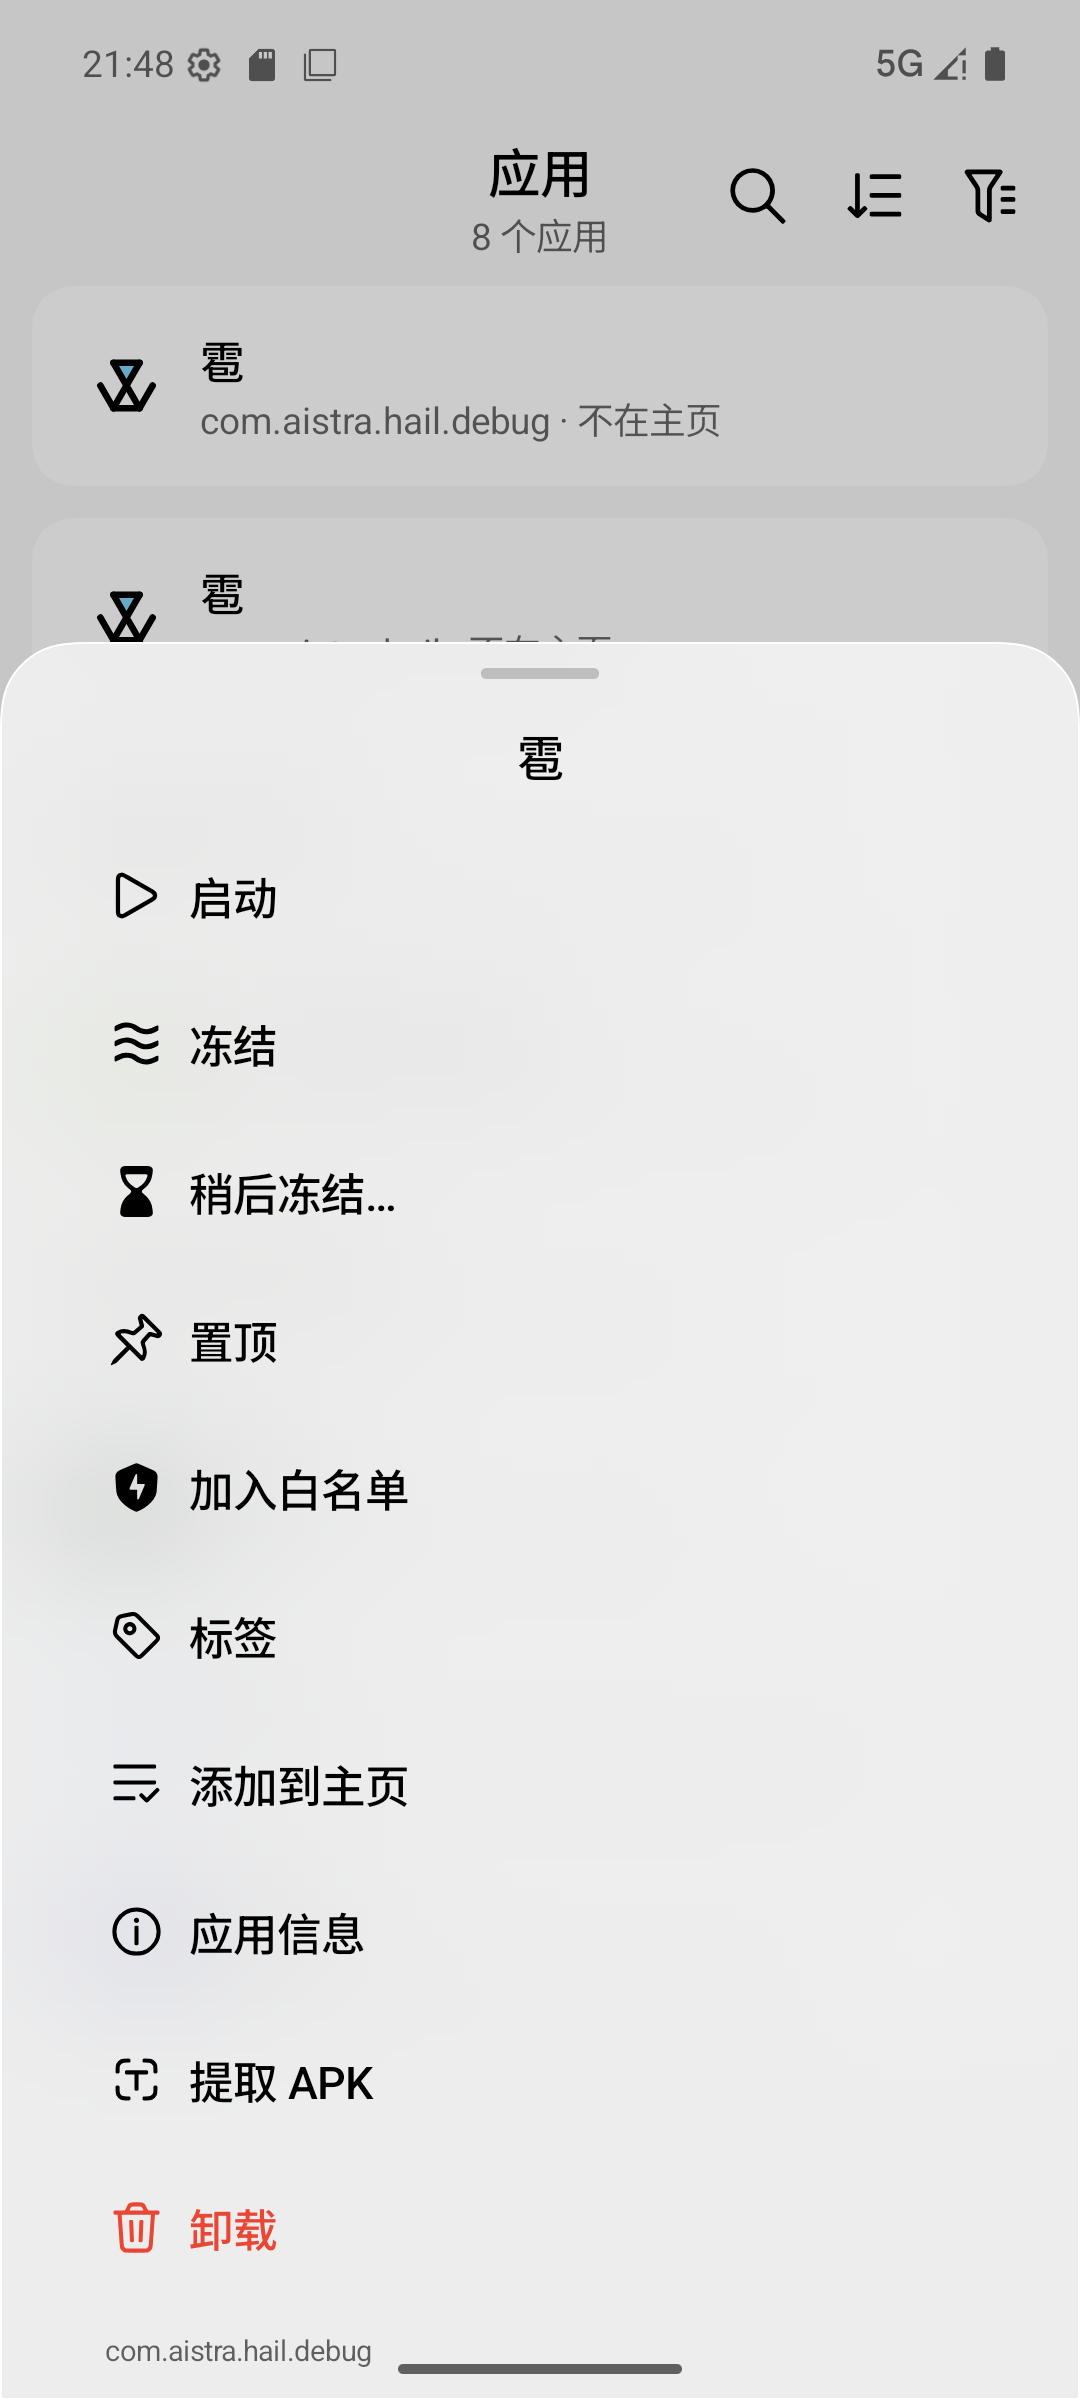 21:48
5G
应用
8 个应用
雹
com.aistra.hail.debug · 不在主页
雹
雹
启动
冻结
稍后冻结...
置顶
加入白名单
标签
添加到主页
应用信息
提取 APK
卸载
com.aistra.hail.debug